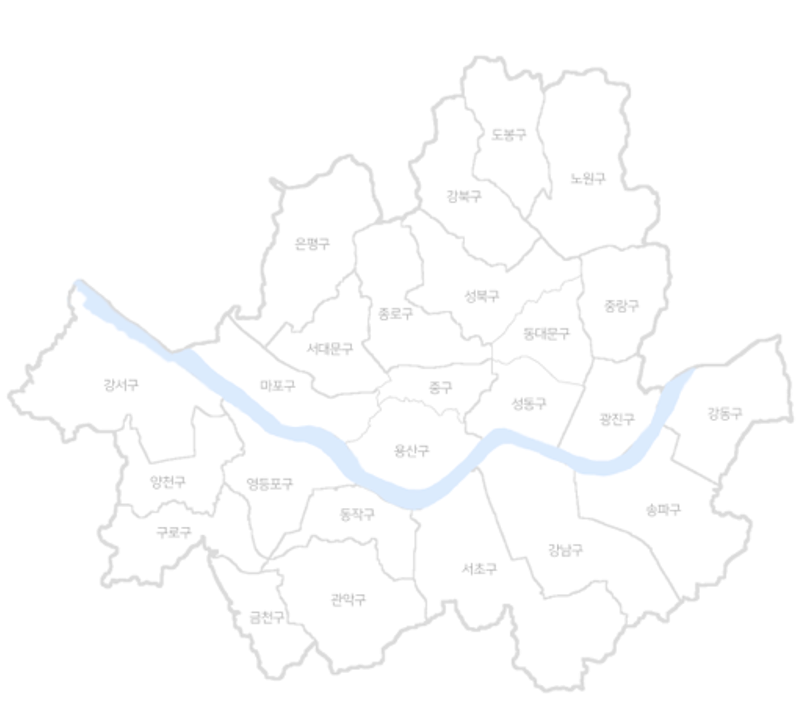 도봉구
노원구
강북구
은평구
성북구
중랑구
종로구
동대문구
서대문구
강서구
마포구
중구
성동구
광진구
강동구
용산구
양천구
영등포구
동작구
송파구
구로구
강남구
서초구
관악구
금천구